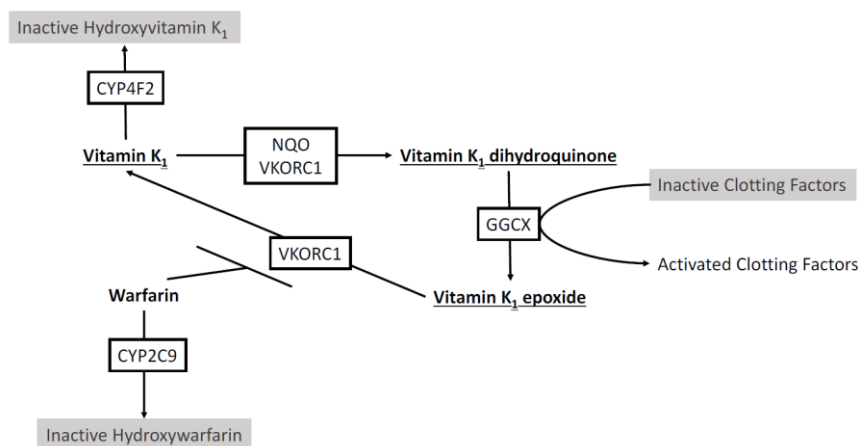 Inactive Hydroxyvitamin K₁
CYP4F2
Vitamin K₁
NQO
VKORC1
Vitamin K₁ dihydroquinone
Inactive Clotting Factors
GGCX
VKORC1
Activated Clotting Factors
Warfarin
Vitamin K₁ epoxide
CYP2C9
Inactive Hydroxywarfarin